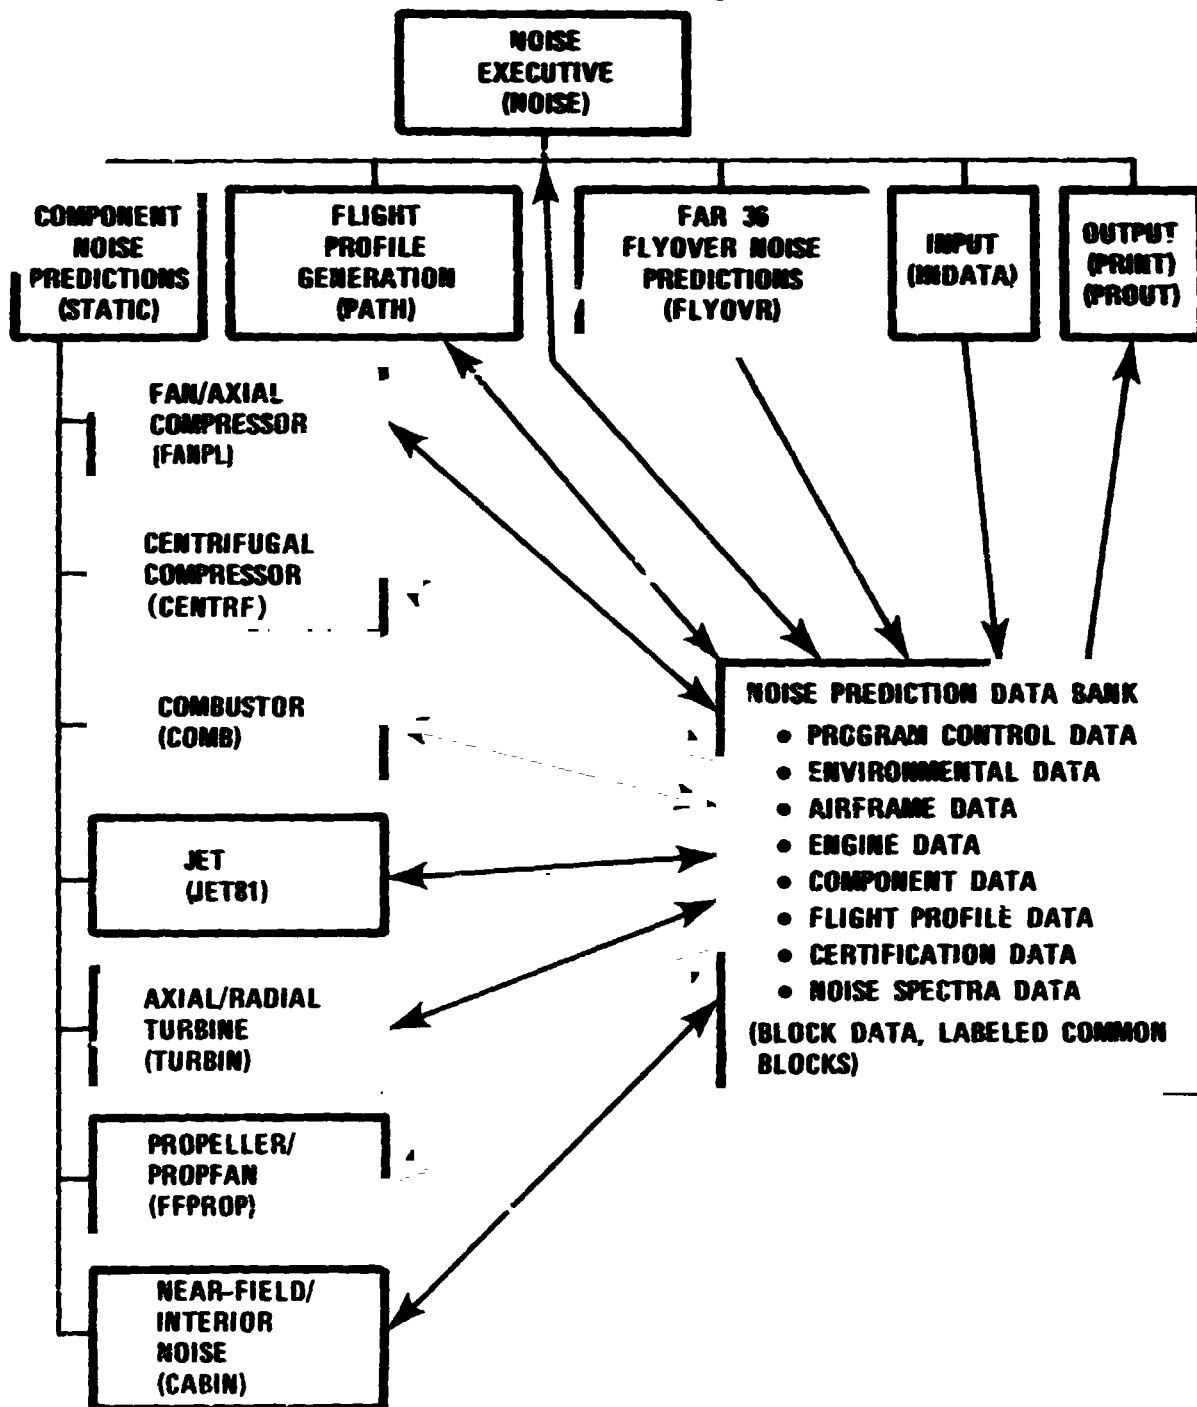 NOISE
EXECUTIVE
(NOISE)
COMPONENT
NOISE
PREDICTIONS
(STATIC)
FLIGHT
PROFILE
GENERATION
(PATH)
FAR 36
FLYOVER NOISE
PREDICTIONS
(FLYOVR)
INPUT
(INDATA)
OUTPUT
(PRINT)
(PROUT)
FAN/AXIAL
COMPRESSOR
(FANPL)
CENTRIFUGAL
COMPRESSOR
(CENTRF)
COMBUSTOR
(COMB)
JET
(JET81)
AXIAL/RADIAL
TURBINE
(TURBIN)
PROPELLER/
PROPFAN
(FFPROP)
NEAR-FIELD/
INTERIOR
NOISE
(CABIN)
NOISE PREDICTION DATA BANK
• PROGRAM CONTROL DATA
• ENVIRONMENTAL DATA
• AIRFRAME DATA
• ENGINE DATA
• COMPONENT DATA
• FLIGHT PROFILE DATA
• CERTIFICATION DATA
• NOISE SPECTRA DATA
(BLOCK DATA, LABELED COMMON
BLOCKS)